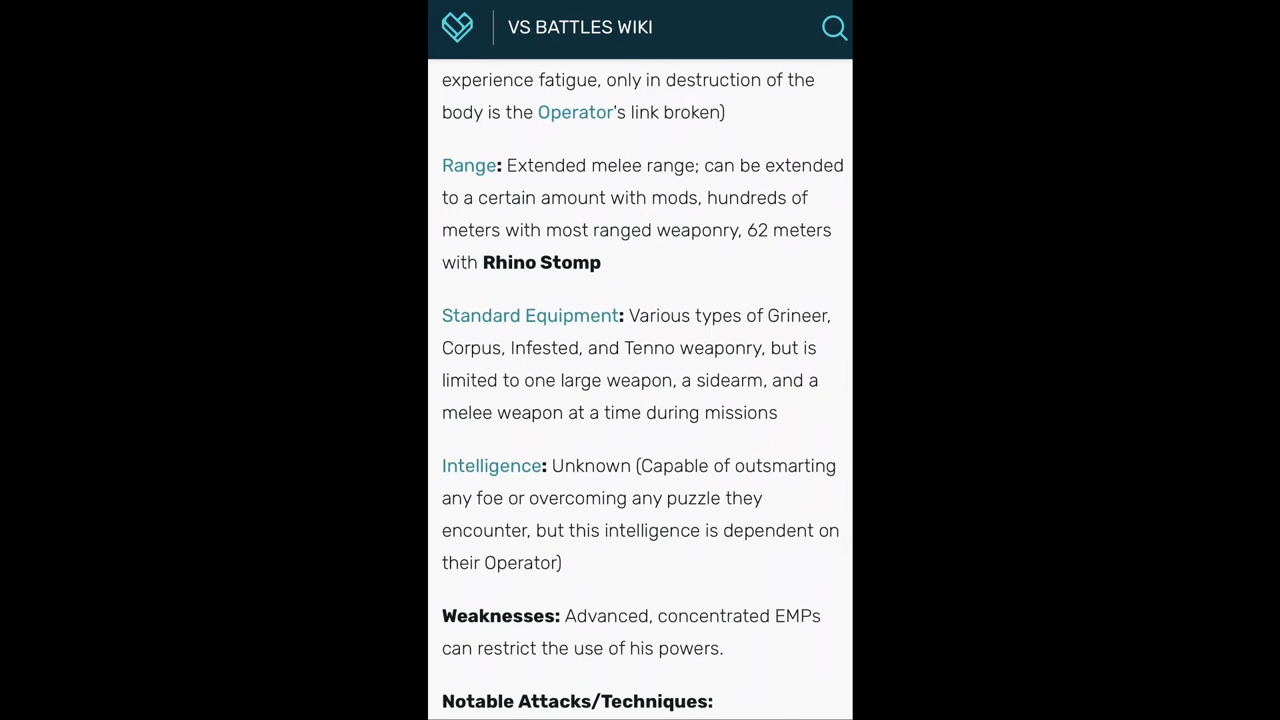 VS BATTLES WIKI
experience fatigue, only in destruction of the
body is the Operator's link broken)
Range: Extended melee range; can be extended
to a certain amount with mods, hundreds of
meters with most ranged weaponry, 62 meters
with Rhino Stomp
Standard Equipment: Various types of Grineer,
Corpus, Infested, and Tenno weaponry, but is
limited to one large weapon, a sidearm, and a
melee weapon at a time during missions
Intelligence: Unknown (Capable of outsmarting
any foe or overcoming any puzzle they
encounter, but this intelligence is dependent on
their Operator)
Weaknesses: Advanced, concentrated EMPs
can restrict the use of his powers.
Notable Attacks/Techniques: